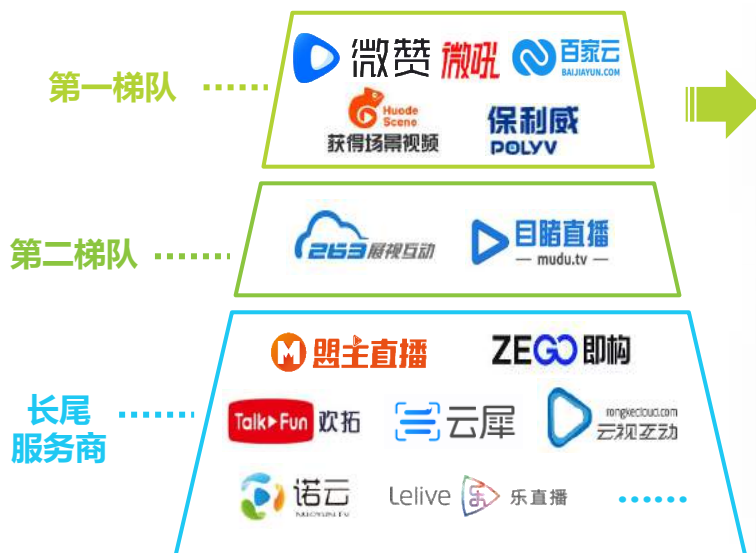 第一梯队
微赞
微吼
百家云
BAIJIAYUN.COM
Huode
Scene
获得场景视频
保利威
POLYV
第二梯队
263展视互动
目睹直播
mudu.tv
长尾
服务商
M
盟主直播
ZEGO即构
Talk Fun 欢拓
云犀
rongkecloud.com
云视互动
诺云
NUOYUN.TV
Lelive 乐 乐直播